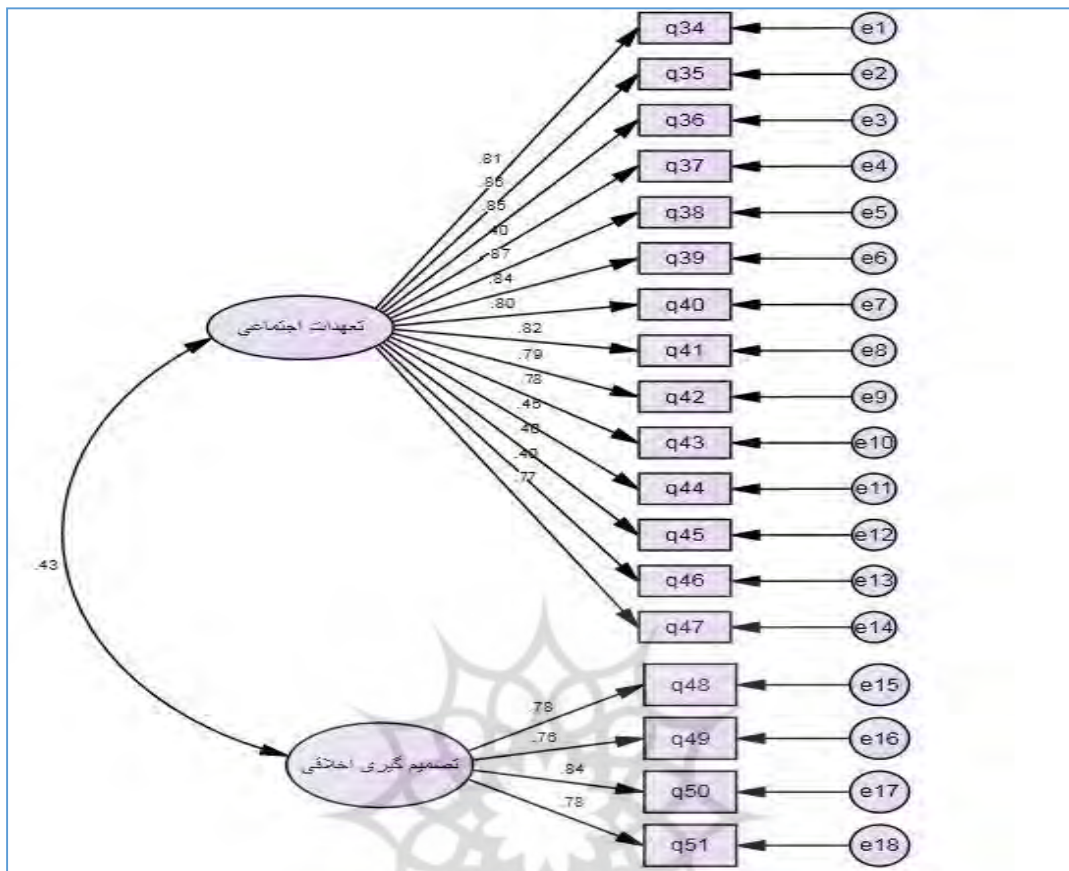 q34 e1
q35 e2
q36 e3
.81 q37 e4
.86 q38 e5
.85 q39 e6
.40
.87
.84
.80 q40 e7
تعهدات اجتماعی
.82 q41 e8
.79 q42 e9
.78 q43 e10
.45
.77 q44 e11
q45 e12
.43 q46 e13
q47 e14
.78 q48 e15
.76 q49 e16
تصمیم گیری اخلاقی
.84 q50 e17
.78 q51 e18